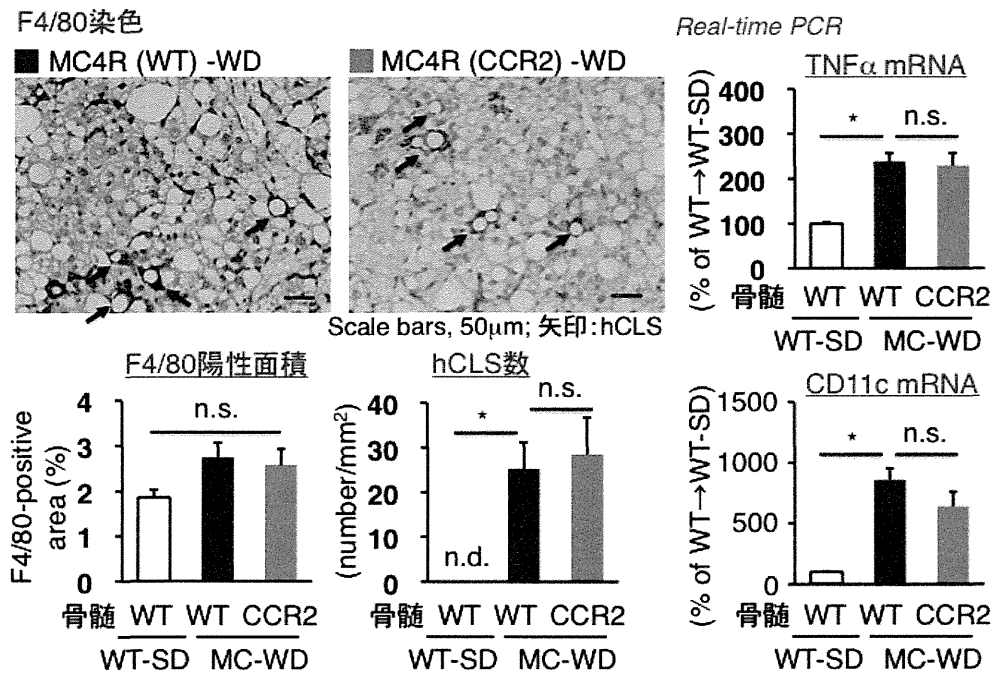 F4/80染色
MC4R (WT) -WD
MC4R (CCR2) -WD
Scale bars, 50μm; 矢印:hCLS
F4/80陽性面積
F4/80-positive
area (%)
4
3
2
1
0
n.s.
骨髄 WT WT CCR2
WT-SD MC-WD
hCLS数
(number/mm²)
40
30
20
10
0
n.d.
*
n.s.
骨髄 WT WT CCR2
WT-SD MC-WD
Real-time PCR
TNFα mRNA
(% of WT→WT-SD)
400
300
200
100
0
*
n.s.
骨髄 WT WT CCR2
WT-SD MC-WD
CD11c mRNA
(% of WT→WT-SD)
1500
1000
500
0
*
n.s.
骨髄 WT WT CCR2
WT-SD MC-WD